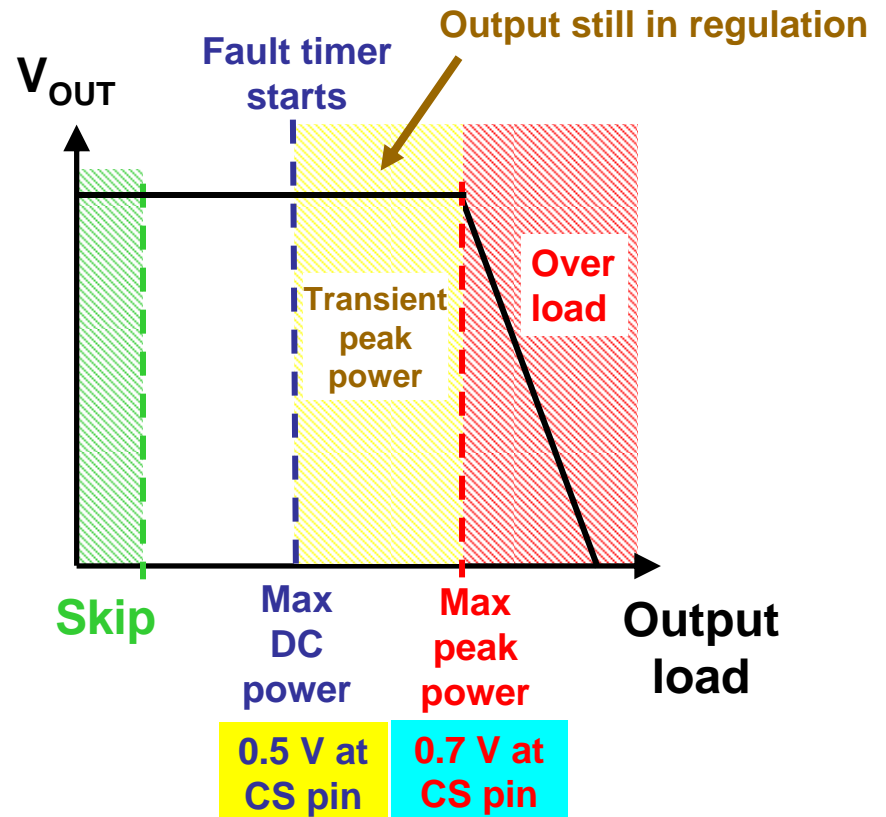 Output still in regulation
Fault timer
starts
VOUT
Over
load
Transient
peak
power
Skip
Max
DC
power
Max
peak
power
Output
load
0.5 V at
CS pin
0.7 V at
CS pin